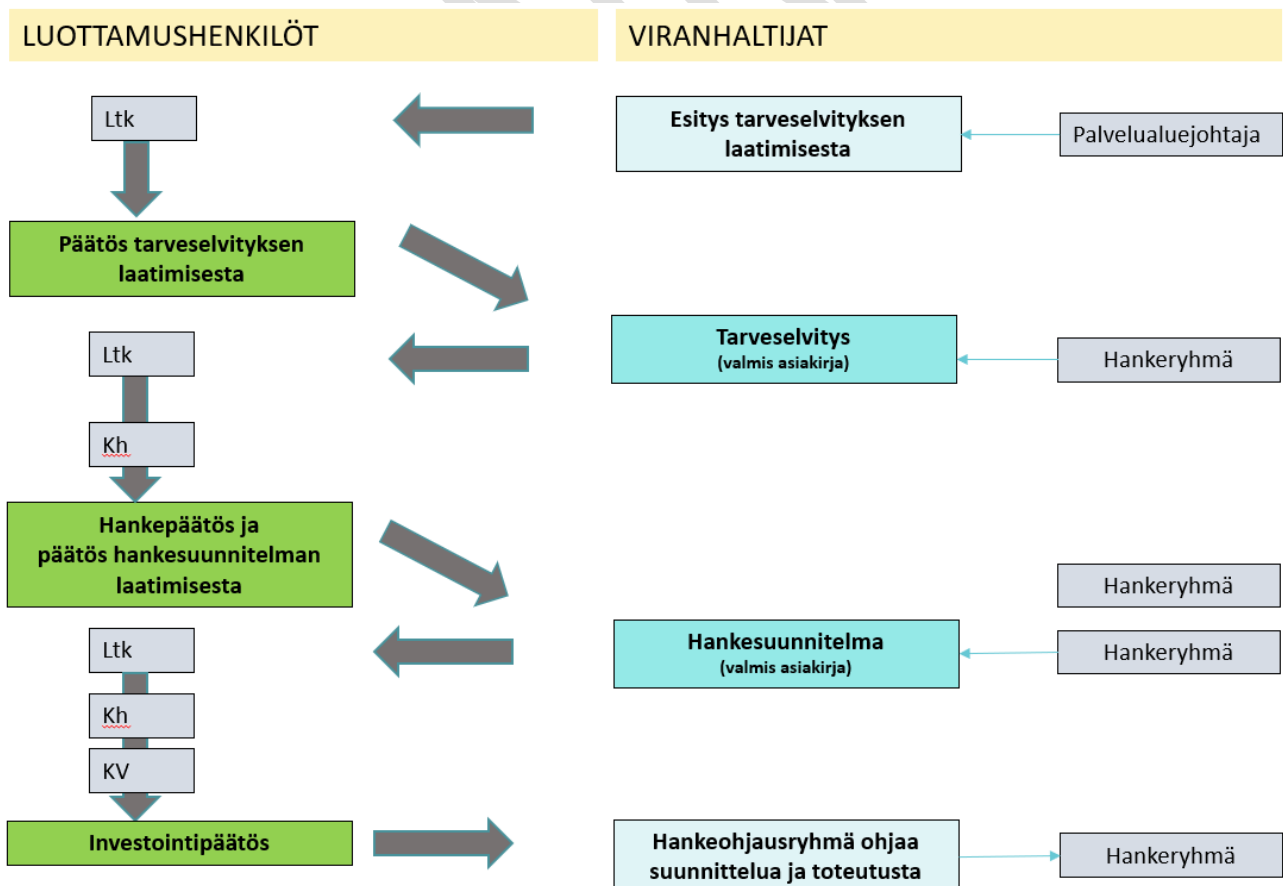 LUOTTAMUSHENKILÖT
VIRANHALTIJAT
Ltk
Esitys tarveselvityksen
laatimisesta
Palvelualuejohtaja
Päätös tarveselvityksen
laatimisesta
Ltk
Tarveselvitys
(valmis asiakirja)
Hankeryhmä
Kh
Hankepäätös ja
päätös hankesuunnitelman
laatimisesta
Hankeryhmä
Ltk
Hankesuunnitelma
(valmis asiakirja)
Hankeryhmä
Kh
KV
Investointipäätös
Hankeohjausryhmä ohjaa
suunnittelua ja toteutusta
Hankeryhmä